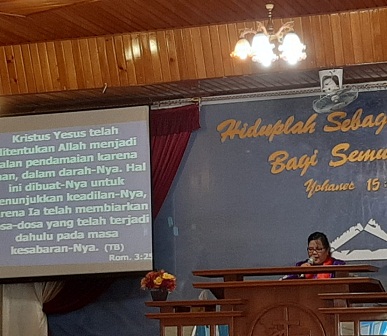 Kristus Yesus telah
ditentukan Allah menjadi
jalan pendamaian karena
dalam darah-Nya. Hal
ini dibuat-Nya untuk
menunjukkan keadilan-Nya,
karena Ia telah membiarkan
dosa-dosa yang telah terjadi
dahulu pada masa
kesabaran-Nya. (TB)
Rom. 3:25
Hiduplah Sebag
Bagi Semu
Yohanes 15